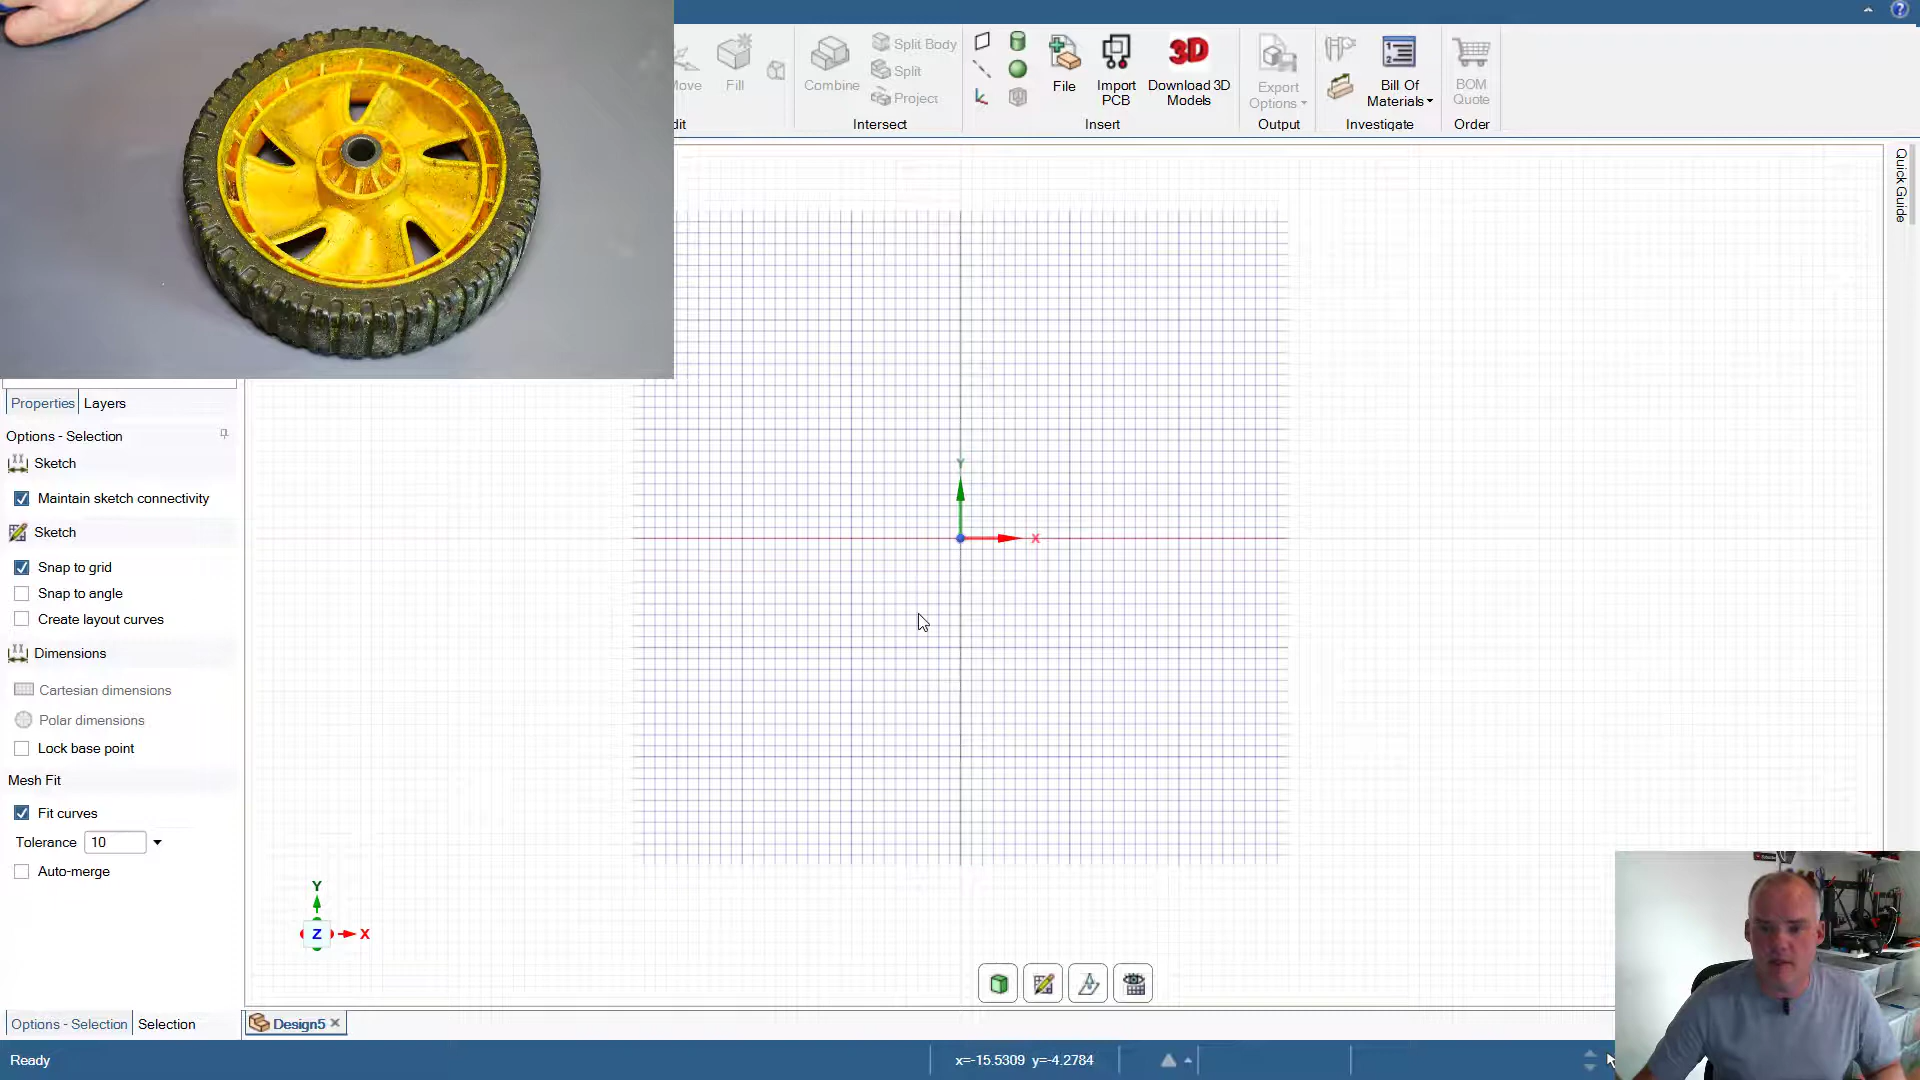 ove
Fill
dit
Combine
Split Body
Split
Project
Intersect
File
Import
PCB
3D
Download 3D
Models
Insert
Export
Options
Output
Bill Of
Materials
Investigate
BOM
Quote
Order
Quick Guide
Properties
Layers
Options - Selection
Sketch
Maintain sketch connectivity
Sketch
Snap to grid
Snap to angle
Create layout curves
Dimensions
Cartesian dimensions
Polar dimensions
Lock base point
Mesh Fit
Fit curves
Tolerance 10
Auto-merge
Y
X
Y
Z
X
Options - Selection
Selection
Design5
Ready
x=-15.5309 y=-4.2784